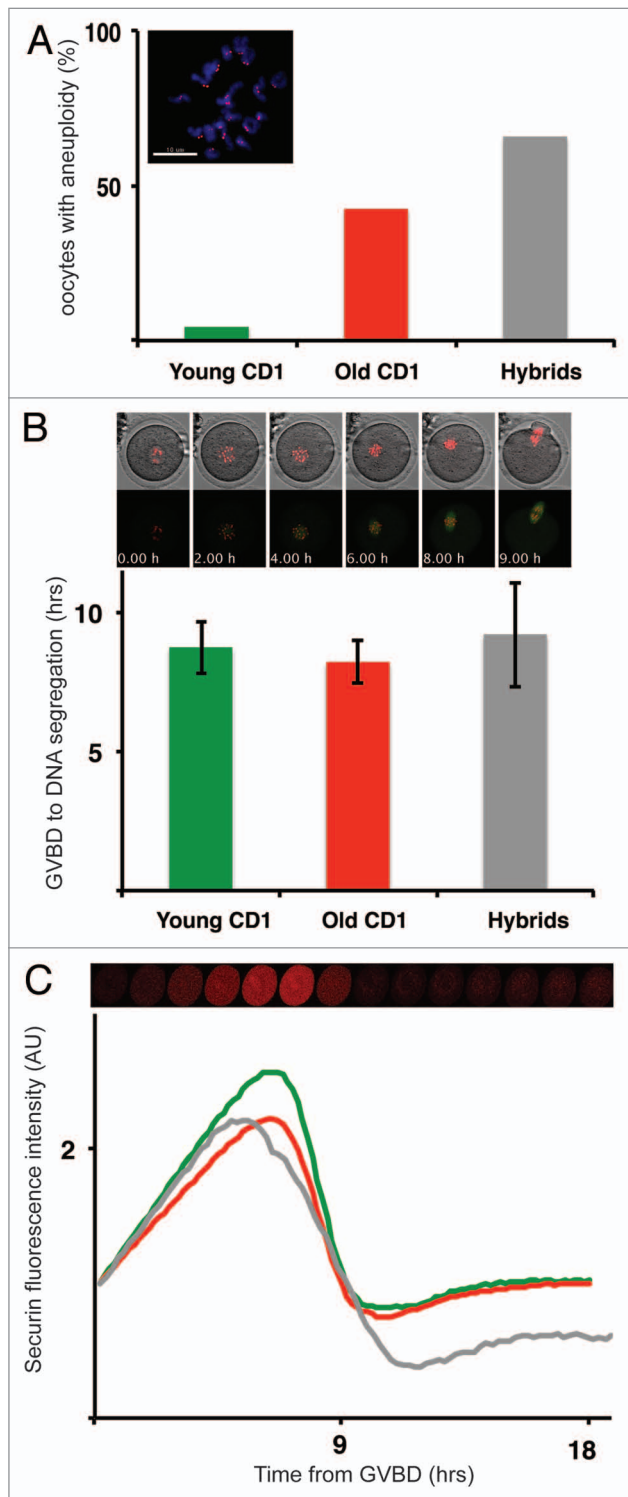 A
oocytes with aneuploidy (%)
100
50
10 um
Young CD1 Old CD1 Hybrids
B
0.00 h 2.00 h 4.00 h 6.00 h 8.00 h 9.00 h
GVBD to DNA segregation (hrs)
10
5
Young CD1 Old CD1 Hybrids
C
Securin fluorescence intensity (AU)
2
9 18
Time from GVBD (hrs)